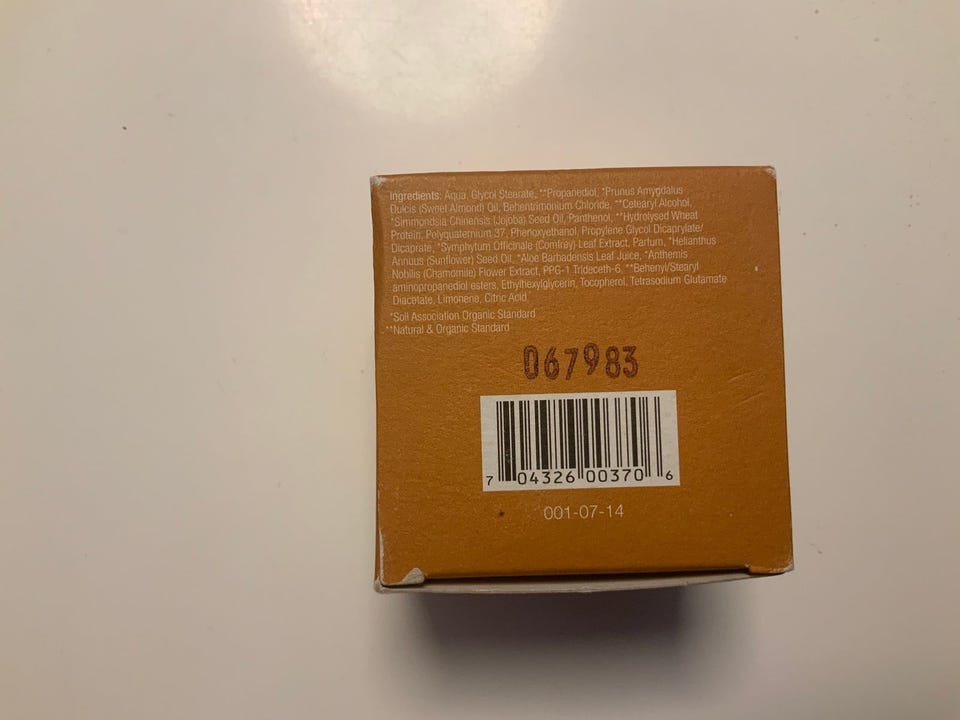 Ingredients: Aqua, Glycol Stearate, **Propanediol, *Prunus Amygdalus
Dulcis (Sweet Almond) Oil, Behentrimonium Chloride, **Cetearyl Alcohol,
*Simmondsia Chinensis (Jojoba) Seed Oil, Panthenol, **Hydrolysed Wheat
Protein, Polyquaternium 37, Phenoxyethanol, Propylene Glycol Dicaprylate/
Dicaprate, *Symphytum Officinale (Comfrey) Leaf Extract, Parfum, *Helianthus
Annuus (Sunflower) Seed Oil, *Aloe Barbadensis Leaf Juice, *Anthemis
Nobilis (Chamomile) Flower Extract, PPG-1 Trideceth-6, **Behenyl/Stearyl
aminopropanediol esters, Ethylhexylglycerin, Tocopherol, Tetrasodium Glutamate
Diacetate, Limonene, Citric Acid
*Soil Association Organic Standard
**Natural & Organic Standard
067983
7 04326 00370 6
001-07-14